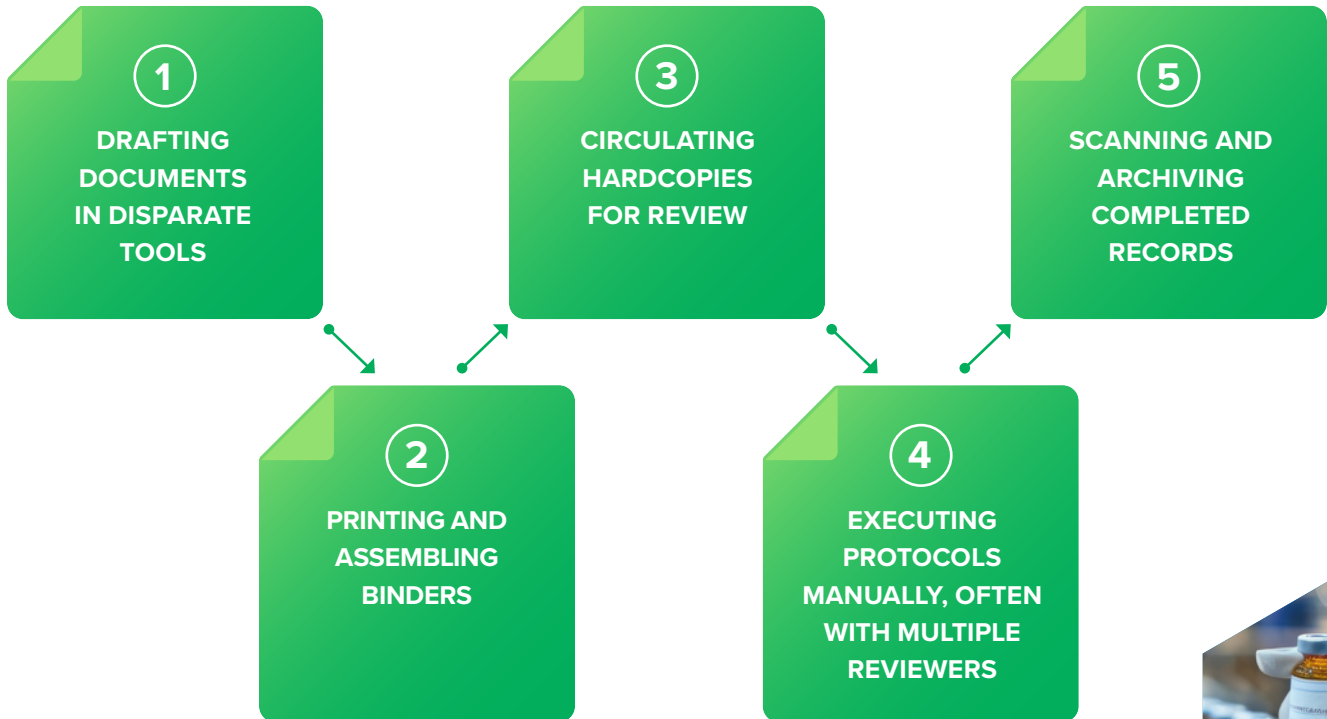 1
DRAFTING
DOCUMENTS
IN DISPARATE
TOOLS
2
PRINTING AND
ASSEMBLING
BINDERS
3
CIRCULATING
HARDCOPIES
FOR REVIEW
4
EXECUTING
PROTOCOLS
MANUALLY, OFTEN
WITH MULTIPLE
REVIEWERS
5
SCANNING AND
ARCHIVING
COMPLETED
RECORDS